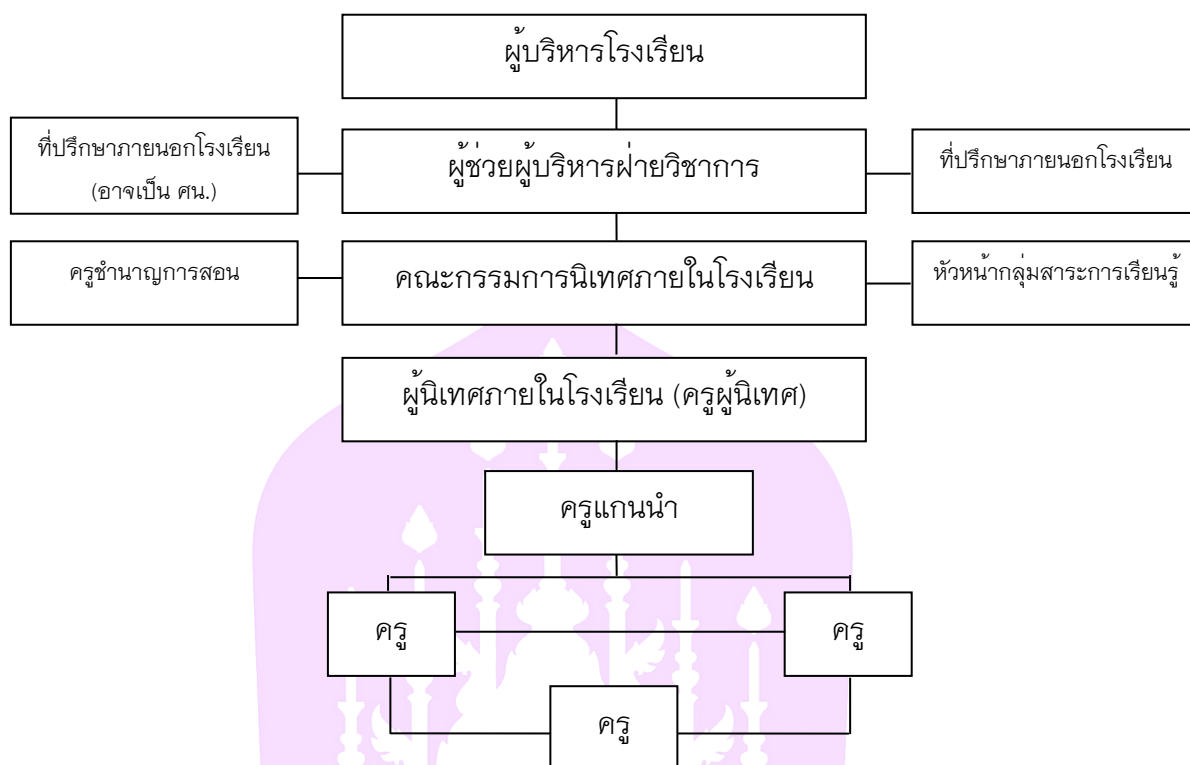 ผู้บริหารโรงเรียน
ที่ปรึกษาภายนอกโรงเรียน
(อาจเป็น ศน.)
ผู้ช่วยผู้บริหารฝ่ายวิชาการ
ที่ปรึกษาภายนอกโรงเรียน
ครูชำนาญการสอน
คณะกรรมการนิเทศภายในโรงเรียน
หัวหน้ากลุ่มสาระการเรียนรู้
ผู้นิเทศภายในโรงเรียน (ครูผู้นิเทศ)
ครูแกนนำ
ครู
ครู
ครู